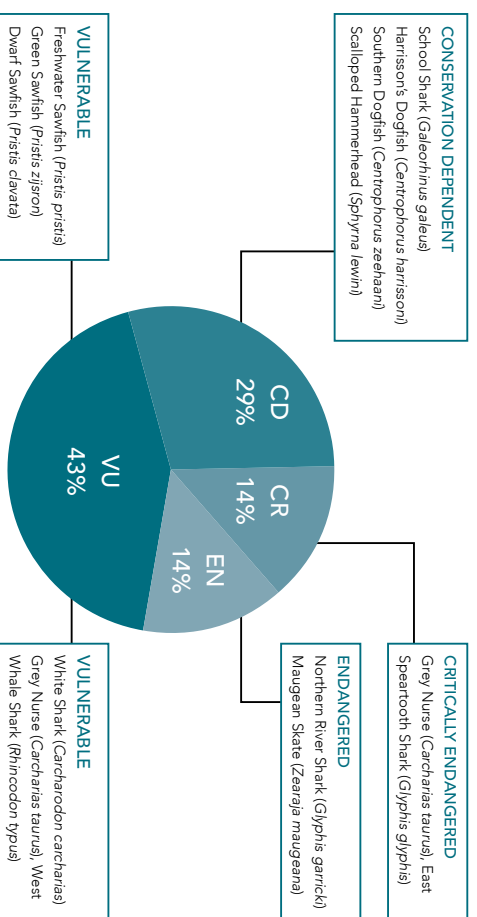 CONSERVATION DEPENDENT
School Shark (Galeorhinus galeus)
Harrisson's Dogfish (Centrophorus harrissoni)
Southern Dogfish (Centrophorus zeehaani)
Scalloped Hammerhead (Sphyrna lewini)
CRITICALLY ENDANGERED
Grey Nurse (Carcharias taurus), East
Speartooth Shark (Glyphis glyphis)
ENDANGERED
Northern River Shark (Glyphis garricki)
Maugean Skate (Zearaja maugeana)
CD
29%
CR
14%
EN
14%
VU
43%
VULNERABLE
Freshwater Sawfish (Pristis pristis)
Green Sawfish (Pristis zijsron)
Dwarf Sawfish (Pristis clavata)
VULNERABLE
White Shark (Carcharodon carcharias)
Grey Nurse (Carcharias taurus), West
Whale Shark (Rhincodon typus)